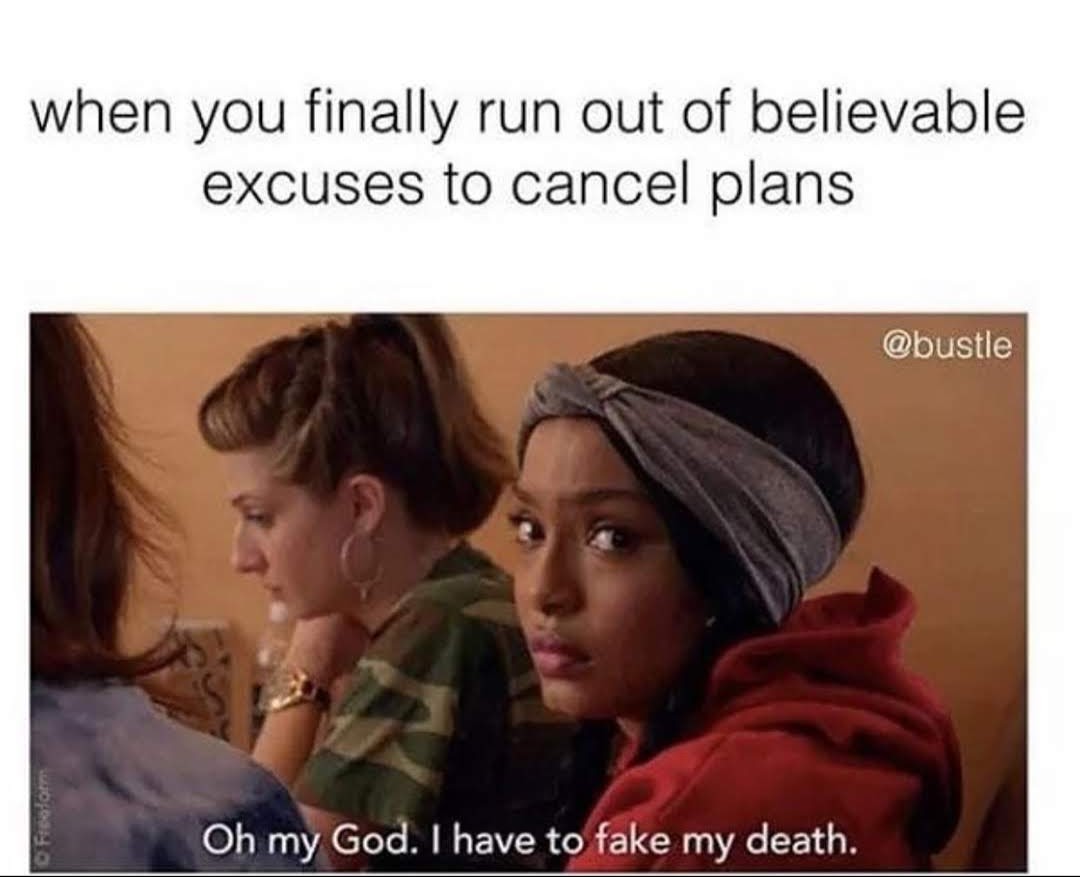 when you finally run out of believable
excuses to cancel plans
@bustle
© Freeform
Oh my God. I have to fake my death.